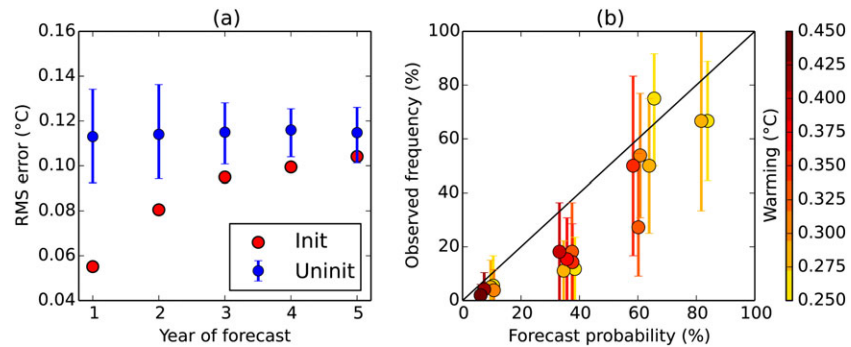 (a)
0.16
0.14
0.12
0.10
0.08
0.06
0.04
RMS error (°C)
1 2 3 4 5
Year of forecast
Init
Uninit
(b)
100
80
60
40
20
0
Observed frequency (%)
0 20 40 60 80 100
Forecast probability (%)
0.450
0.425
0.400
0.375
0.350
0.325
0.300
0.275
0.250
Warming (°C)